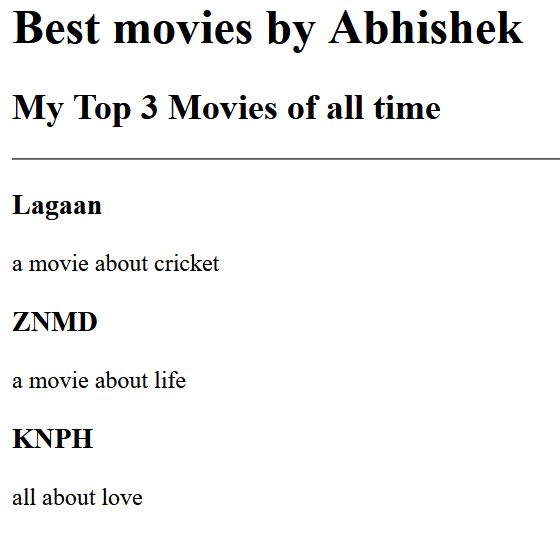 Best movies by Abhishek
My Top 3 Movies of all time
Lagaan
a movie about cricket
ZNMD
a movie about life
KNPH
all about love